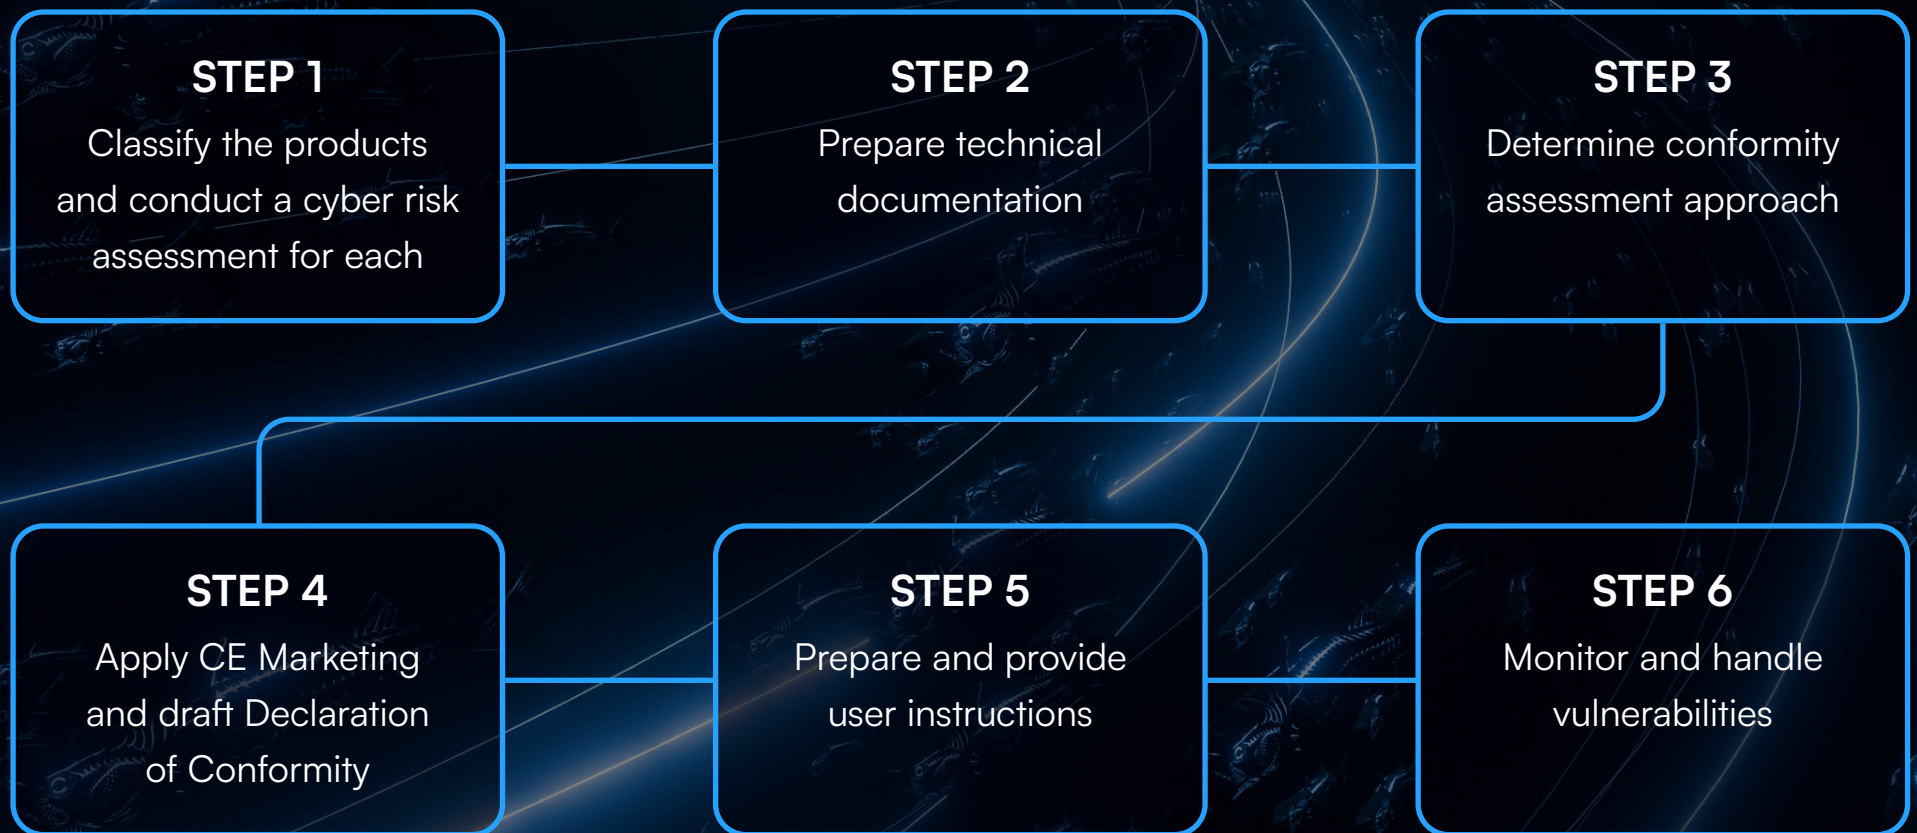 STEP 1
Classify the products
and conduct a cyber risk
assessment for each
STEP 2
Prepare technical
documentation
STEP 3
Determine conformity
assessment approach
STEP 4
Apply CE Marketing
and draft Declaration
of Conformity
STEP 5
Prepare and provide
user instructions
STEP 6
Monitor and handle
vulnerabilities